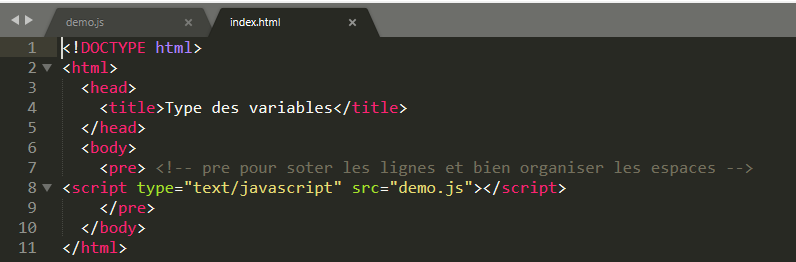 demo.js index.html
1 <!DOCTYPE html>
2 <html>
3 <head>
4 <title>Type des variables</title>
5 </head>
6 <body>
7 <pre> <!-- pre pour soter les lignes et bien organiser les espaces -->
8 <script type="text/javascript" src="demo.js"></script>
9 </pre>
10 </body>
11 </html>